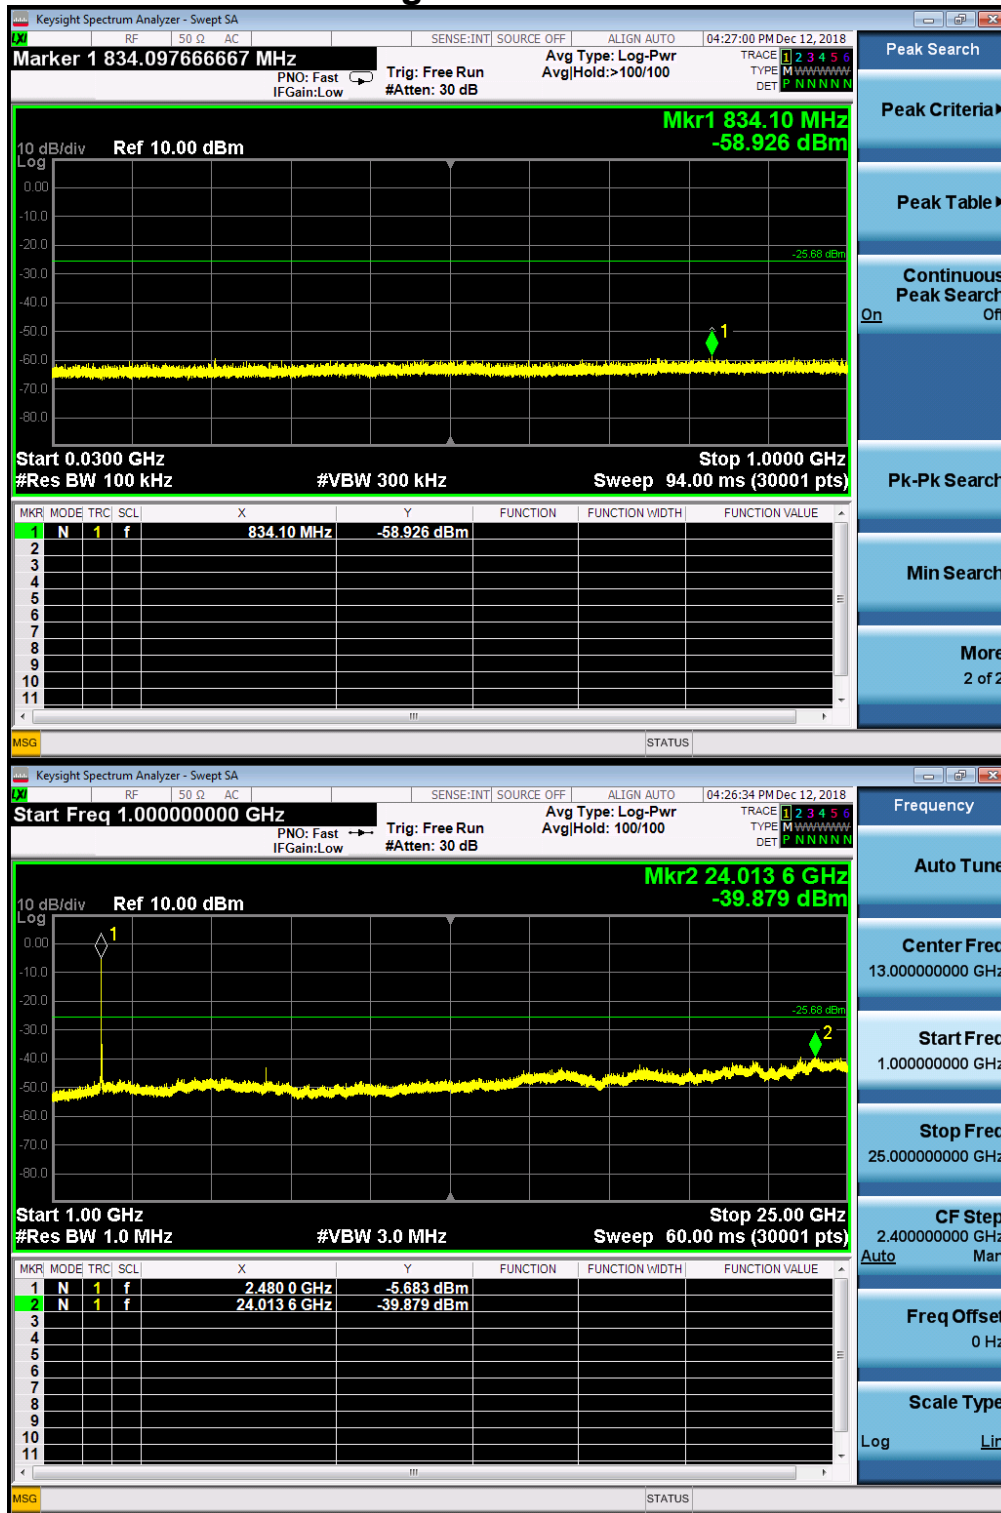 Keysight Spectrum Analyzer - Swept SA
LXI RF 50 Ω AC SENSE:INT SOURCE OFF ALIGN AUTO 04:27:00 PM Dec 12, 2018
Marker 1 834.097666667 MHz
PNO: Fast
IFGain:Low
Trig: Free Run
#Atten: 30 dB
Avg Type: Log-Pwr
Avg|Hold:>100/100
TRACE 1 2 3 4 5 6
TYPE M WWWWW
DET P N N N N N
Mkr1 834.10 MHz
-58.926 dBm
10 dB/div Ref 10.00 dBm
Log
0.00
-10.0
-20.0
-25.68 dBm
-30.0
-40.0
-50.0
1
-60.0
-70.0
-80.0
Start 0.0300 GHz Stop 1.0000 GHz
#Res BW 100 kHz #VBW 300 kHz Sweep 94.00 ms (30001 pts)
MKR MODE TRC SCL X Y FUNCTION FUNCTION WIDTH FUNCTION VALUE
1 N 1 f 834.10 MHz -58.926 dBm
2
3
4
5
6
7
8
9
10
11
MSG STATUS
Peak Search
Peak Criteria
Peak Table
Continuous
Peak Search
On Off
Pk-Pk Search
Min Search
More
2 of 2
Keysight Spectrum Analyzer - Swept SA
LXI RF 50 Ω AC SENSE:INT SOURCE OFF ALIGN AUTO 04:26:34 PM Dec 12, 2018
Start Freq 1.000000000 GHz
PNO: Fast
IFGain:Low
Trig: Free Run
#Atten: 30 dB
Avg Type: Log-Pwr
Avg|Hold: 100/100
TRACE 1 2 3 4 5 6
TYPE M WWWWW
DET P N N N N N
Mkr2 24.013 6 GHz
-39.879 dBm
10 dB/div Ref 10.00 dBm
Log
1
0.00
-10.0
-20.0
-25.68 dBm
-30.0
2
-40.0
-50.0
-60.0
-70.0
-80.0
Start 1.00 GHz Stop 25.00 GHz
#Res BW 1.0 MHz #VBW 3.0 MHz Sweep 60.00 ms (30001 pts)
MKR MODE TRC SCL X Y FUNCTION FUNCTION WIDTH FUNCTION VALUE
1 N 1 f 2.480 0 GHz -5.683 dBm
2 N 1 f 24.013 6 GHz -39.879 dBm
3
4
5
6
7
8
9
10
11
MSG STATUS
Frequency
Auto Tune
Center Freq
13.000000000 GHz
Start Freq
1.000000000 GHz
Stop Freq
25.000000000 GHz
CF Step
2.400000000 GHz
Auto Man
Freq Offset
0 Hz
Scale Type
Log Lin